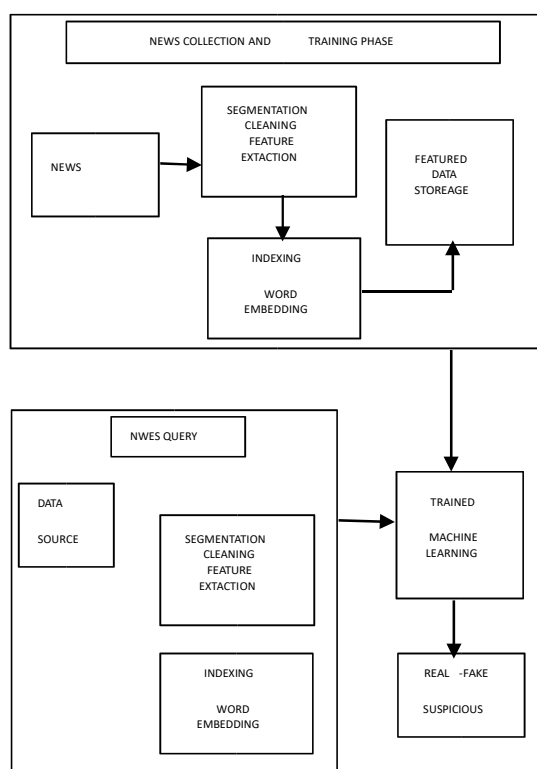 NEWS COLLECTION AND TRAINING PHASE
SEGMENTATION
CLEANING
FEATURE
EXTACTION
NEWS
FEATURED
DATA
STOREAGE
INDEXING
WORD
EMBEDDING
NWES QUERY
DATA
SOURCE
SEGMENTATION
CLEANING
FEATURE
EXTACTION
INDEXING
WORD
EMBEDDING
TRAINED
MACHINE
LEARNING
REAL -FAKE
SUSPICIOUS